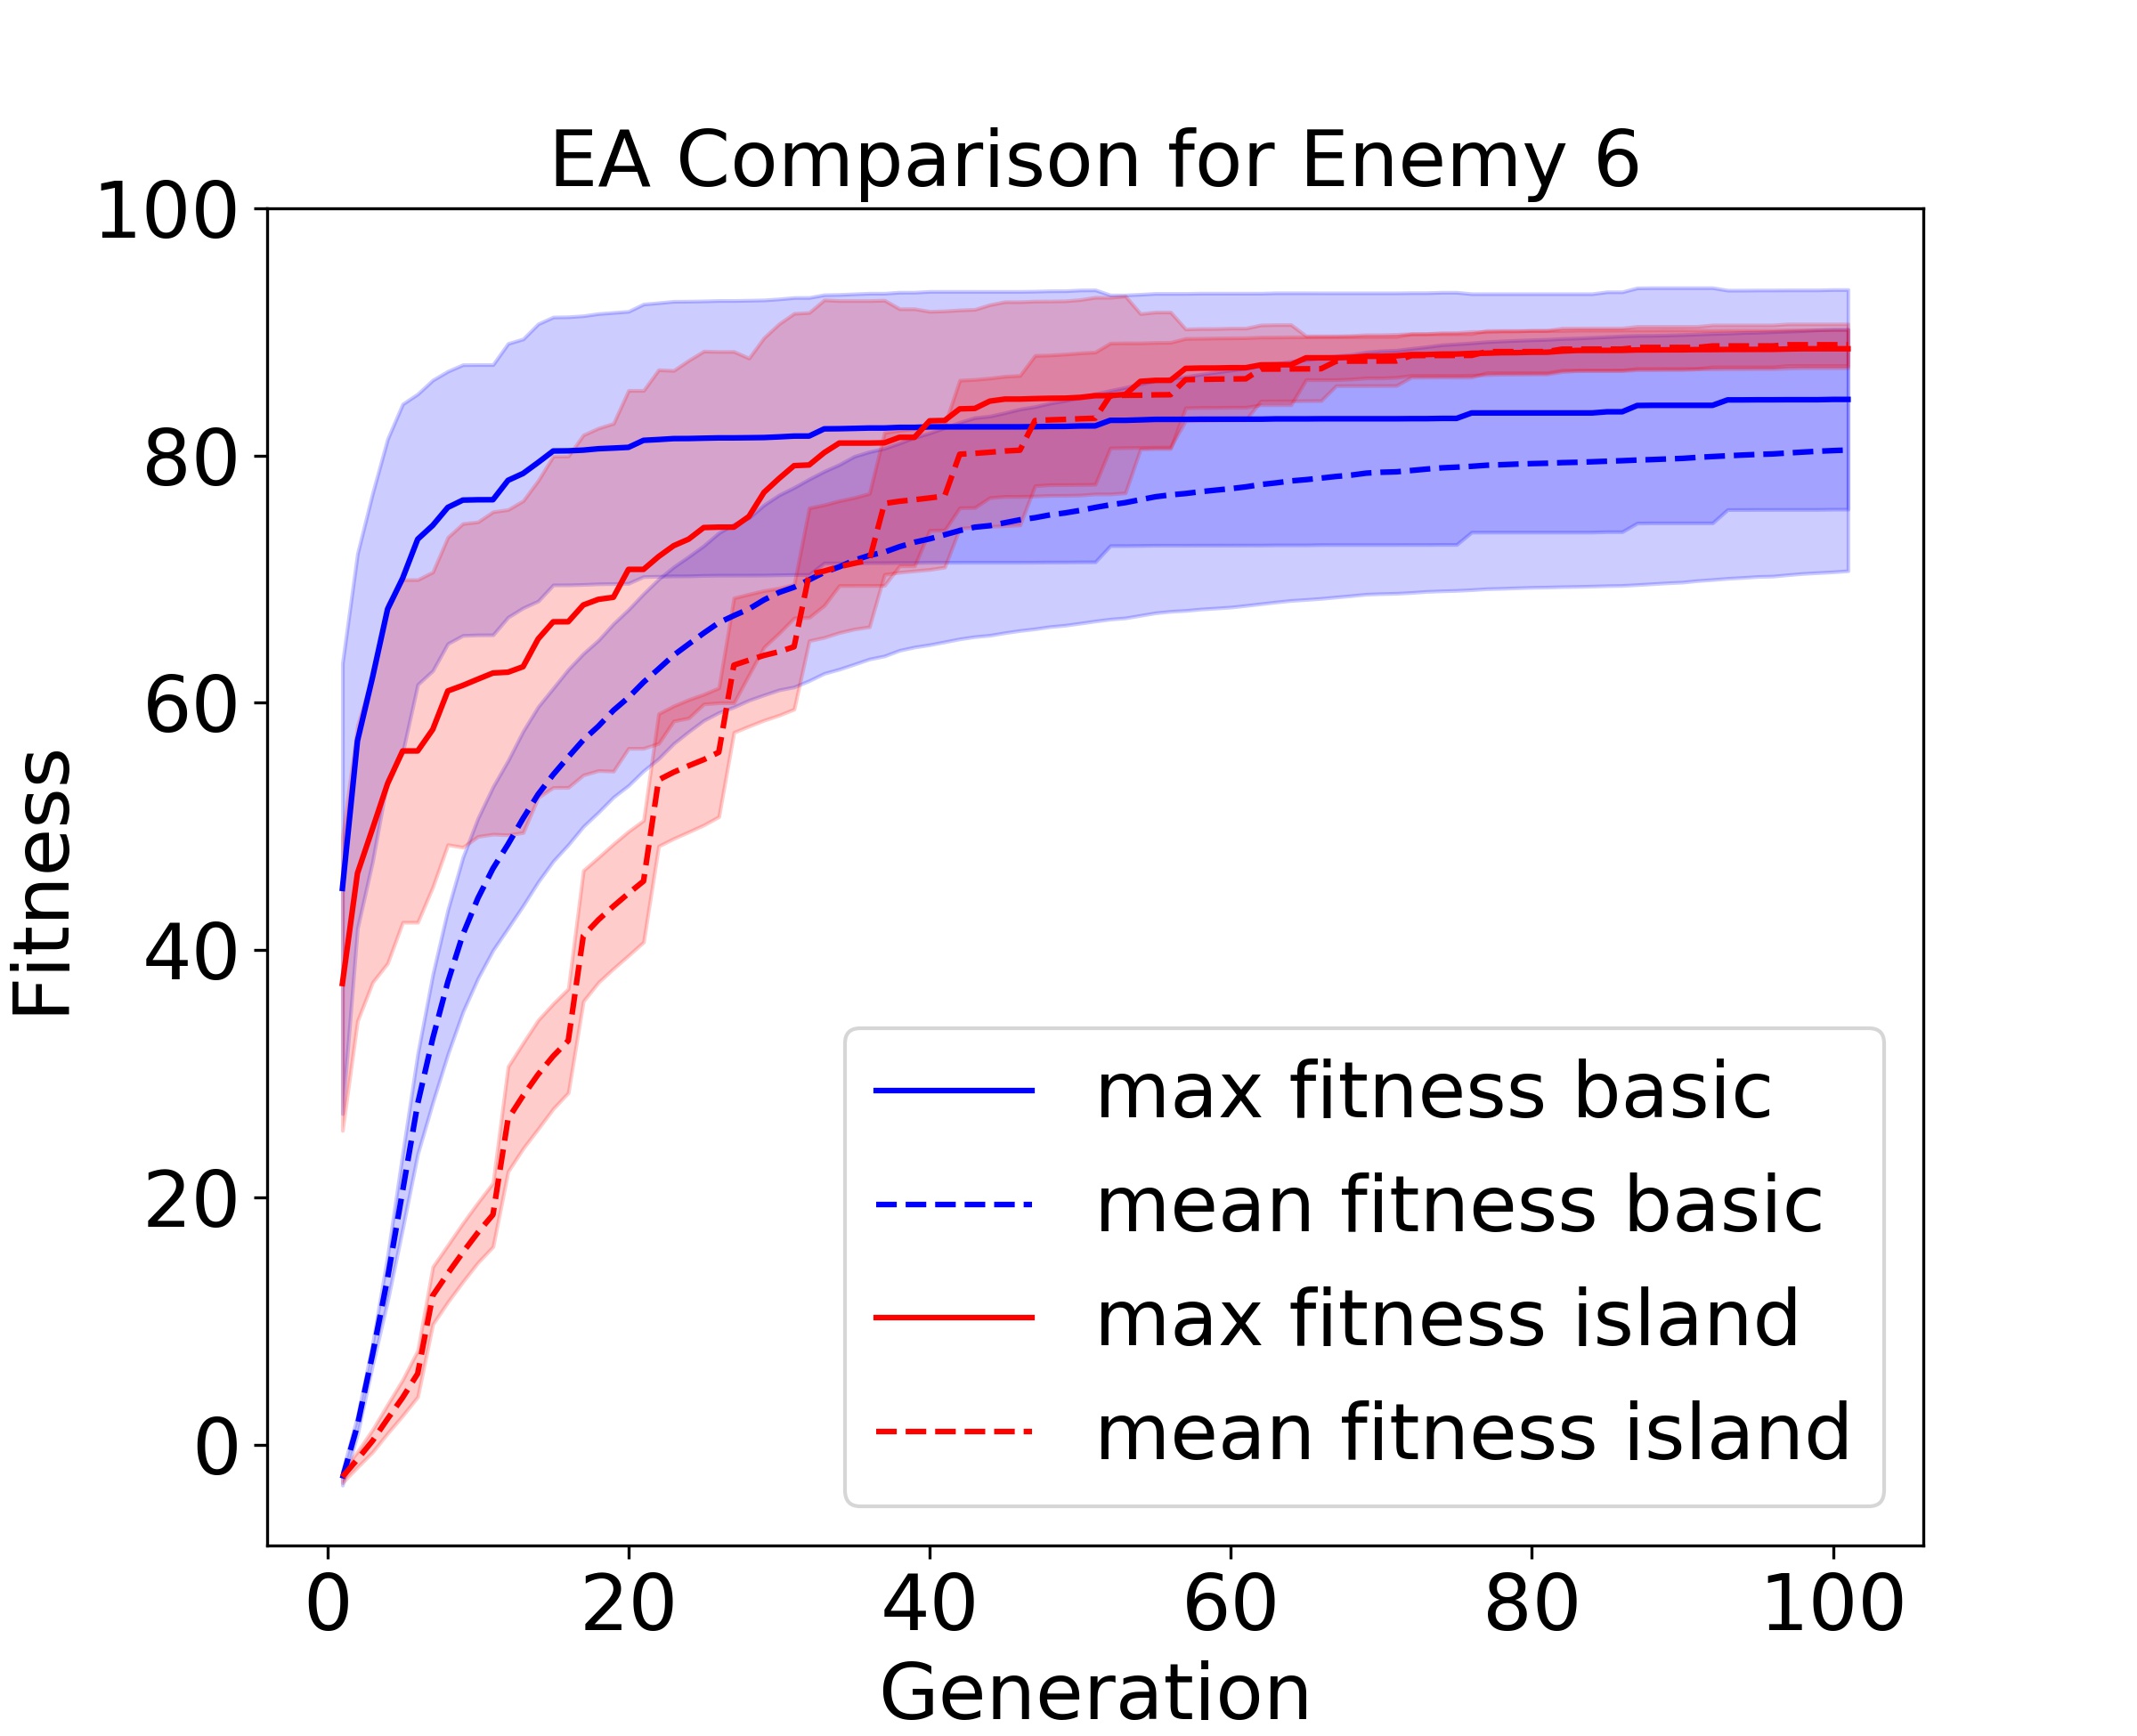 EA Comparison for Enemy 6
100
80
60
40
20
0
Fitness
max fitness basic
mean fitness basic
max fitness island
mean fitness island
0 20 40 60 80 100
Generation